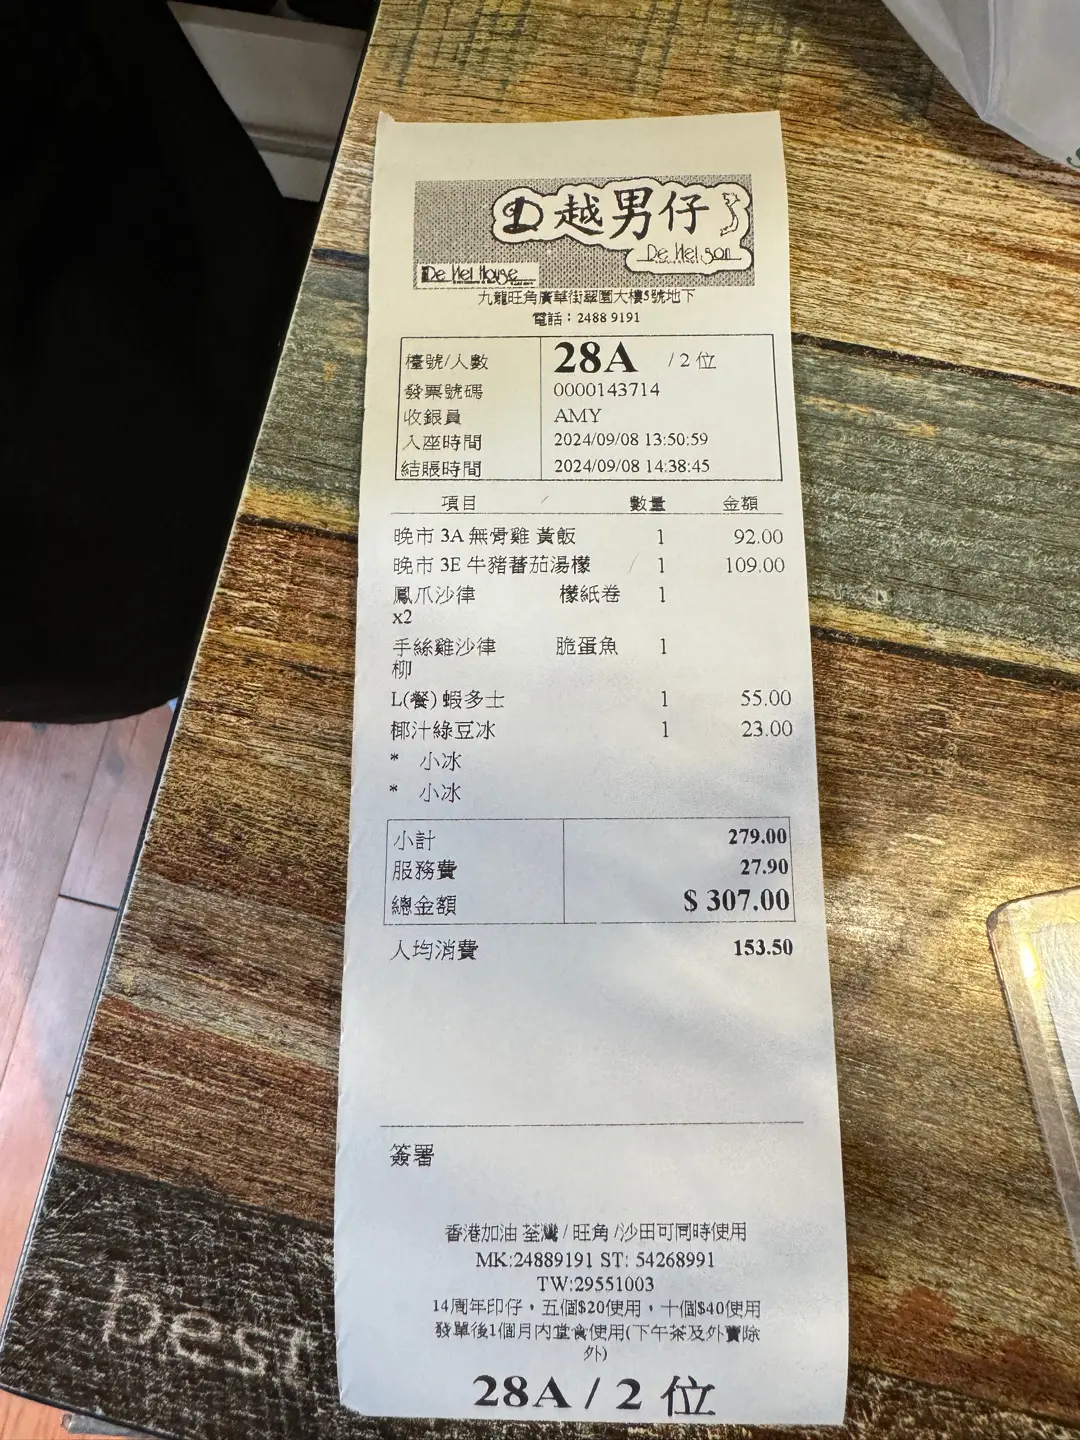 D 越男仔
De Nei Son
De Nei House
九龍旺角廣華街翠園大樓5號地下
電話：2488 9191
檯號/人數 28A / 2 位
發票號碼 0000143714
收銀員 AMY
入座時間 2024/09/08 13:50:59
結賬時間 2024/09/08 14:38:45
項目 數量 金額
晚市 3A 無骨雞 黃飯 1 92.00
晚市 3E 牛豬蕃茄湯檬 1 109.00
鳳爪沙律 檬紙卷 1
x2
手絲雞沙律 脆蛋魚 1
柳
L(餐) 蝦多士 1 55.00
椰汁綠豆冰 1 23.00
* 小冰
* 小冰
小計 279.00
服務費 27.90
總金額 $ 307.00
人均消費 153.50
簽署
香港加油 荃灣 / 旺角 /沙田可同時使用
MK:24889191 ST: 54268991
TW:29551003
14周年印仔，五個$20使用，十個$40使用
發單後1個月內堂食使用(下午茶及外賣除
外)
28A / 2 位
best